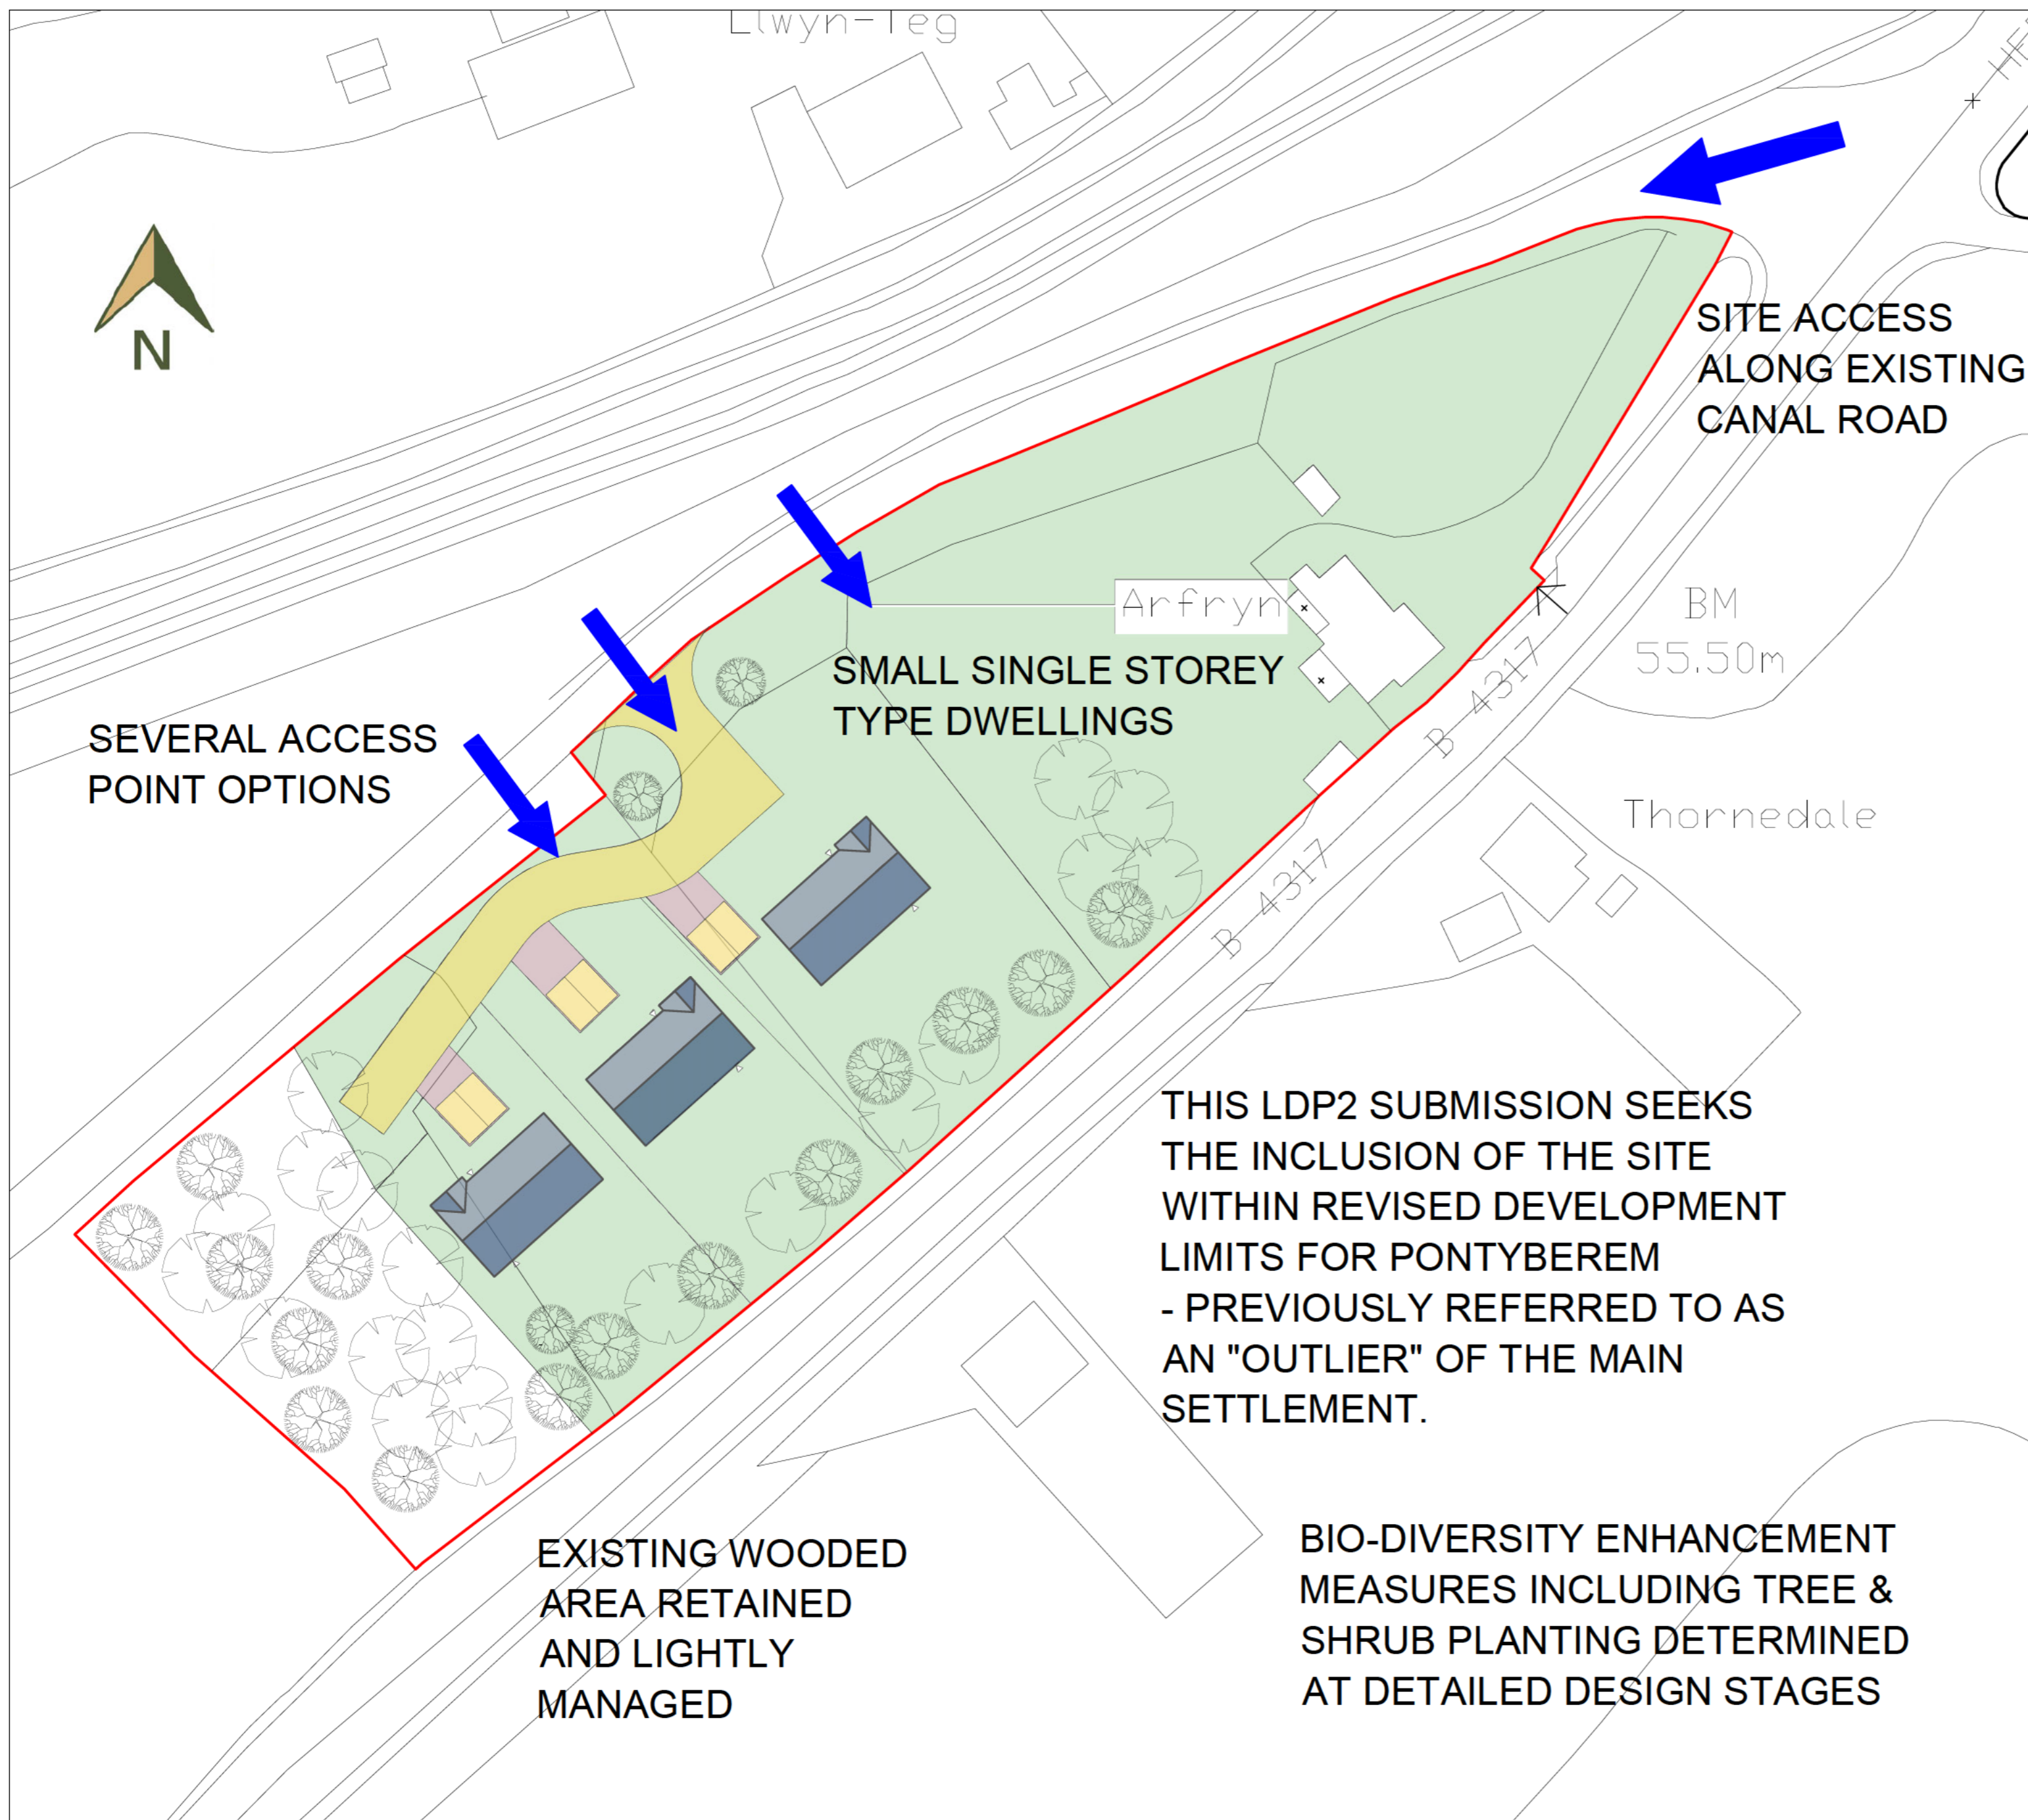 Llwyn-Teg
N
SITE ACCESS
ALONG EXISTING
CANAL ROAD
Arfryn
BM
55.50m
SMALL SINGLE STOREY
TYPE DWELLINGS
B 4317
SEVERAL ACCESS
POINT OPTIONS
Thornedale
B 4317
THIS LDP2 SUBMISSION SEEKS
THE INCLUSION OF THE SITE
WITHIN REVISED DEVELOPMENT
LIMITS FOR PONTYBEREM
- PREVIOUSLY REFERRED TO AS
AN "OUTLIER" OF THE MAIN
SETTLEMENT.
EXISTING WOODED
AREA RETAINED
AND LIGHTLY
MANAGED
BIO-DIVERSITY ENHANCEMENT
MEASURES INCLUDING TREE &
SHRUB PLANTING DETERMINED
AT DETAILED DESIGN STAGES